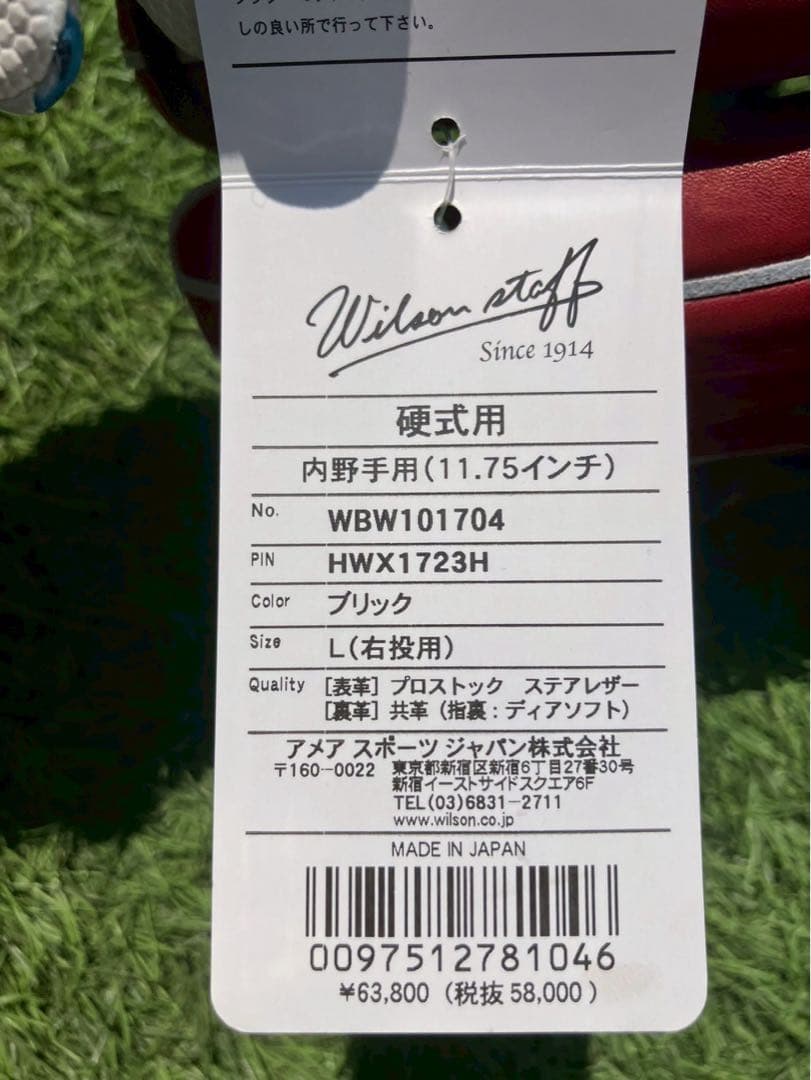 しの良い所で行って下さい。
Wilson staff
Since 1914
硬式用
内野手用(11.75インチ)
No. WBW101704
PIN HWX1723H
Color ブリック
Size L(右投用)
Quality [表革] プロストック ステアレザー
[裏革] 共革 (指裏:ディアソフト)
アメア スポーツ ジャパン株式会社
〒160-0022 東京都新宿区新宿6丁目27番30号
新宿イーストサイドスクエア6F
TEL(03)6831-2711
www.wilson.co.jp
MADE IN JAPAN
0097512781046
¥63,800 (税抜 58,000)